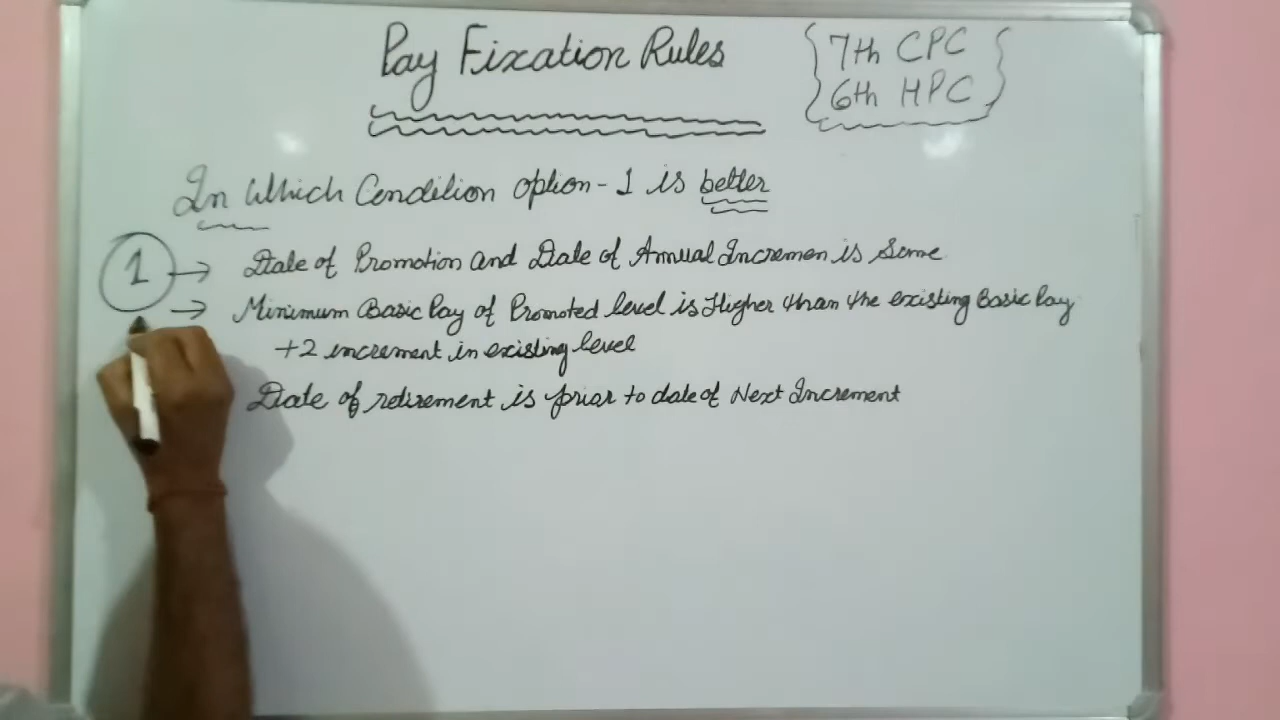 Pay Fixation Rules
7th CPC
6th HPC
In Which Condition option-1 is better
1 → Date of Promotion and Date of Annual Incremen is Same
→ Minimum Basic Pay of Promoted level is Higher than the existing Basic Pay
+2 increment in existing level
Date of retirement is prior to date of Next Increment